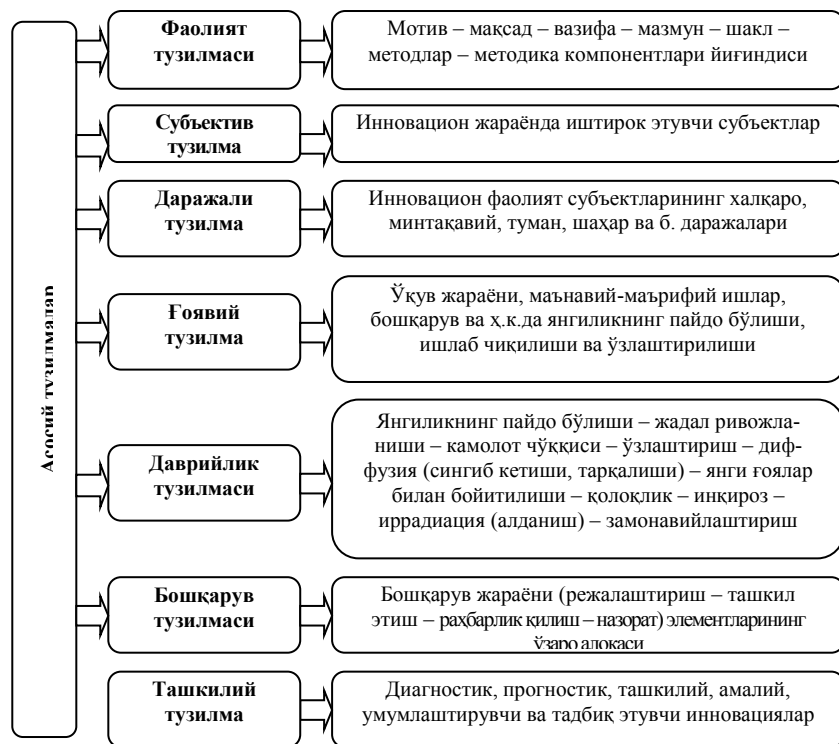 Асосий тузилмалар
Фаолият
тузилмаси
Мотив – мақсад – вазифа – мазмун – шакл –
методлар – методика компонентлари йиғиндиси
Субъектив
тузилма
Инновацион жараёнда иштирок этувчи субъектлар
Даражали
тузилма
Инновацион фаолият субъектларининг халқаро,
минтақавий, туман, шаҳар ва б. даражалари
Ғоявий
тузилма
Ўқув жараёни, маънавий-маърифий ишлар,
бошқарув ва ҳ.к.да янгиликнинг пайдо бўлиши,
ишлаб чиқилиши ва ўзлаштирилиши
Даврийлик
тузилмаси
Янгиликнинг пайдо бўлиши – жадал ривожла-
ниши – камолот чўққиси – ўзлаштириш – диф-
фузия (сингиб кетиши, тарқалиши) – янги ғоялар
билан бойитилиши – қолоқлик – инқироз –
иррадиация (алданиш) – замонавийлаштириш
Бошқарув
тузилмаси
Бошқарув жараёни (режалаштириш – ташкил
этиш – раҳбарлик қилиш – назорат) элементларининг
ўзаро алоқаси
Ташкилий
тузилма
Диагностик, прогностик, ташкилий, амалий,
умумлаштирувчи ва тадбиқ этувчи инновациялар